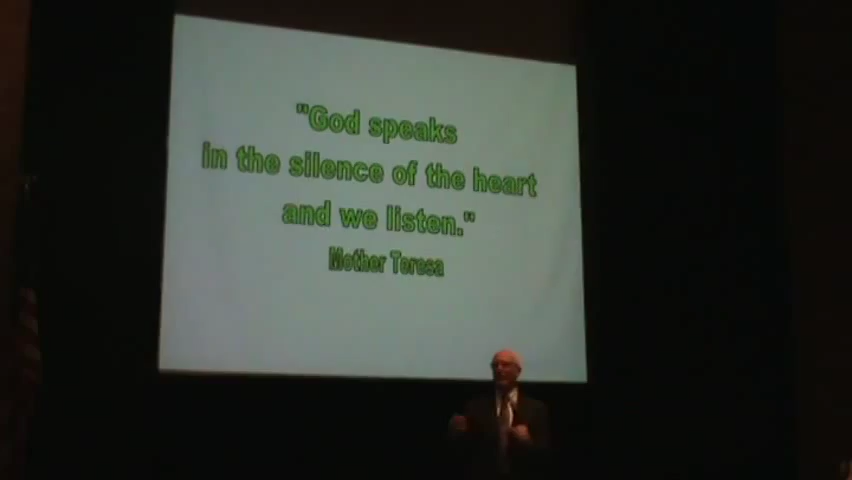 "God speaks
in the silence of the heart
and we listen."
Mother Teresa